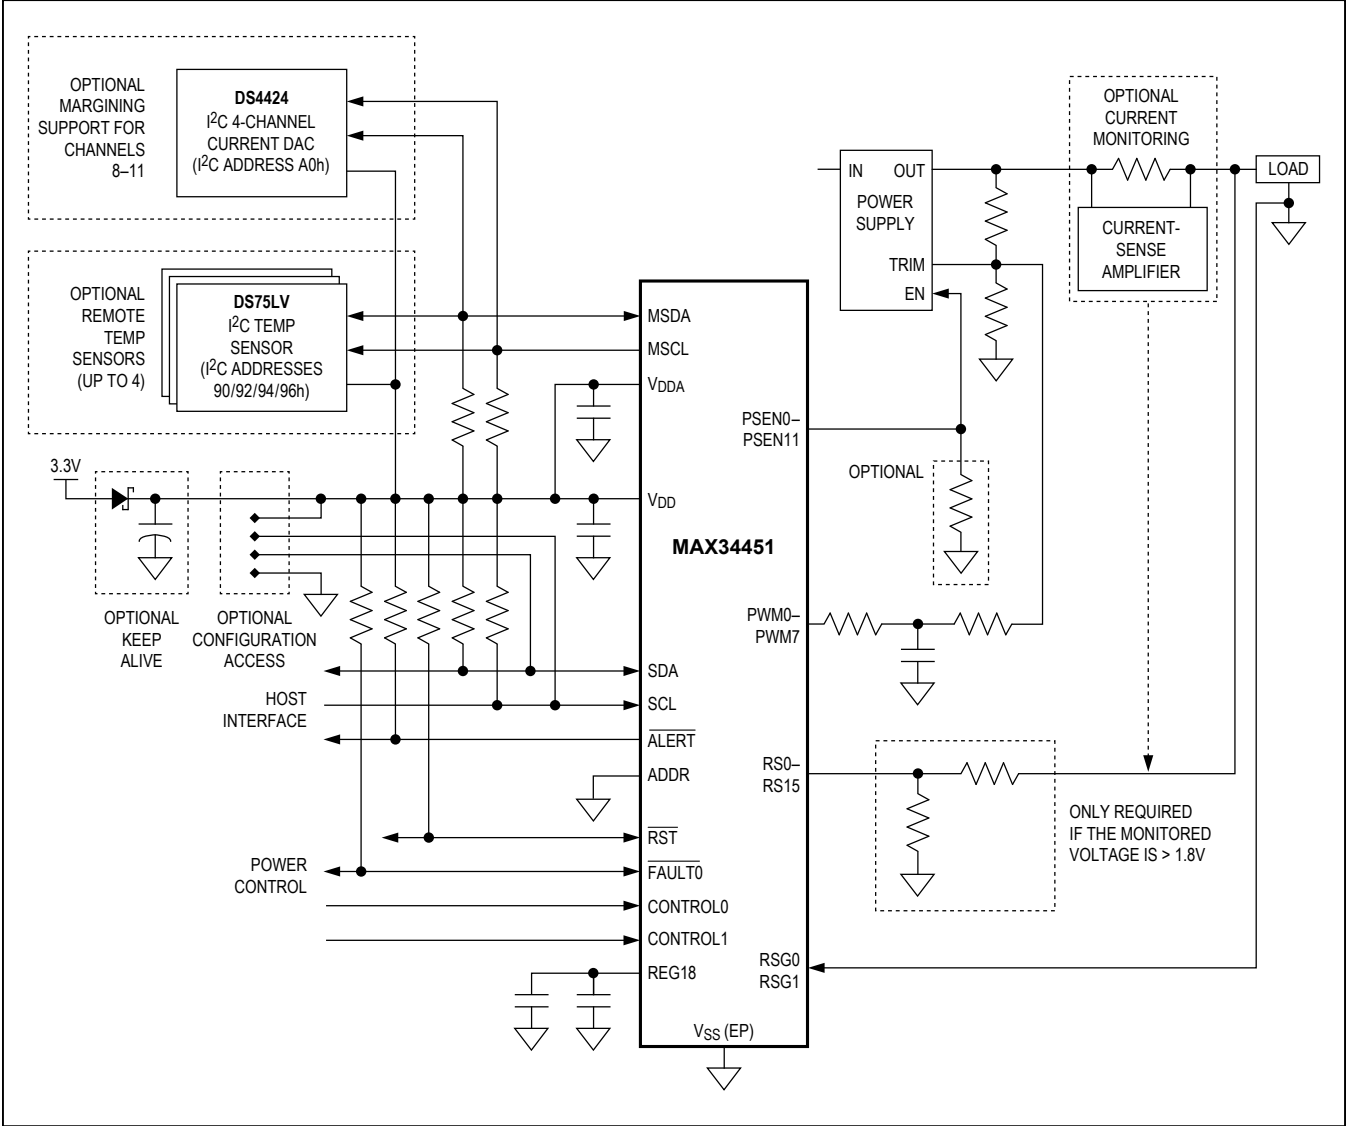 OPTIONAL
MARGINING
SUPPORT FOR
CHANNELS
8–11
DS4424
I2C 4-CHANNEL
CURRENT DAC
(I2C ADDRESS A0h)
OPTIONAL
REMOTE
TEMP
SENSORS
(UP TO 4)
DS75LV
I2C TEMP
SENSOR
(I2C ADDRESSES
90/92/94/96h)
3.3V
OPTIONAL
KEEP
ALIVE
OPTIONAL
CONFIGURATION
ACCESS
HOST
INTERFACE
POWER
CONTROL
MSDA
MSCL
VDDA
VDD
SDA
SCL
ALERT
ADDR
RST
FAULT0
CONTROL0
CONTROL1
REG18
MAX34451
VSS (EP)
PSEN0–
PSEN11
PWM0–
PWM7
RS0–
RS15
RSG0
RSG1
IN
OUT
POWER
SUPPLY
TRIM
EN
OPTIONAL
OPTIONAL
CURRENT
MONITORING
CURRENT-
SENSE
AMPLIFIER
LOAD
ONLY REQUIRED
IF THE MONITORED
VOLTAGE IS > 1.8V